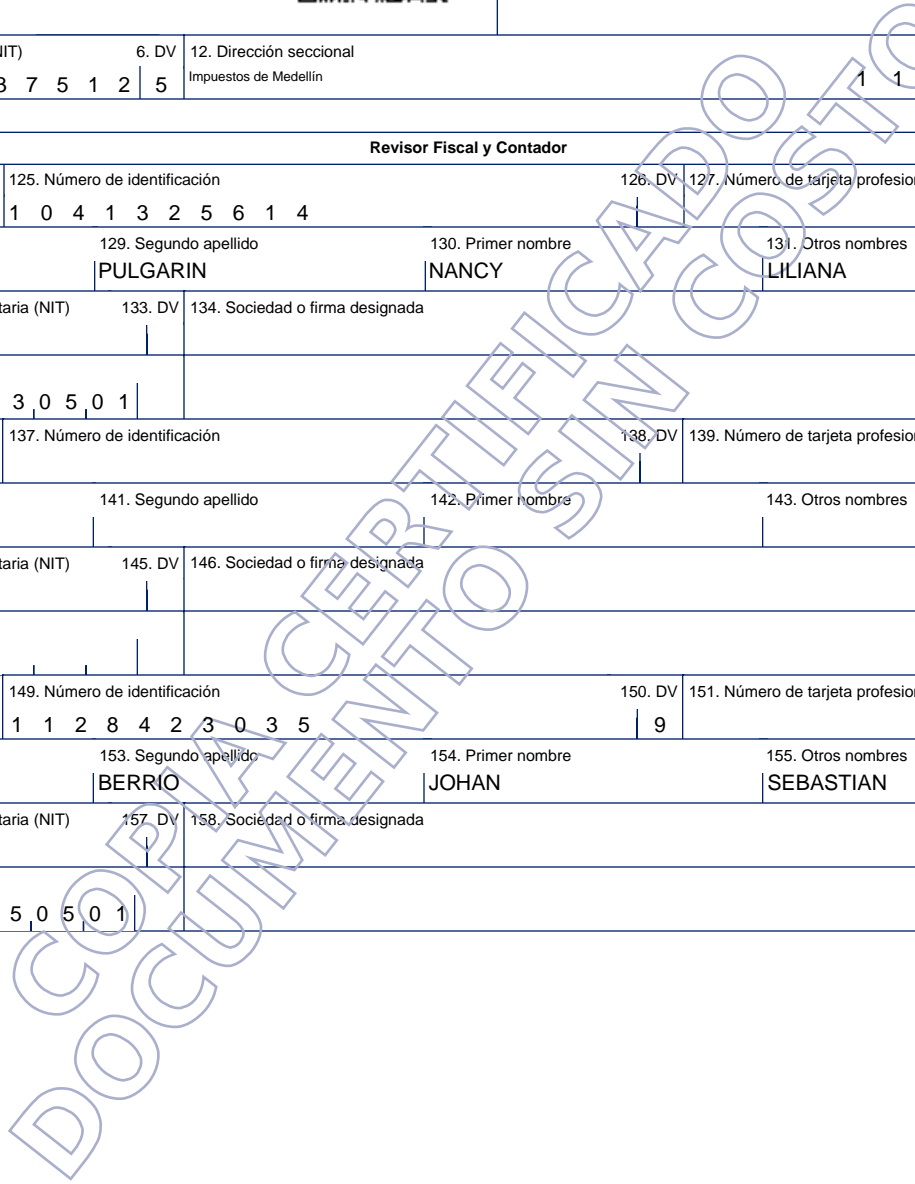 NIT) 6. DV 12. Dirección seccional
3 7 5 1 2 5 Impuestos de Medellín 1 1
Revisor Fiscal y Contador
125. Número de identificación 126. DV 127. Número de tarjeta profesion
1 0 4 1 3 2 5 6 1 4
129. Segundo apellido 130. Primer nombre 131. Otros nombres
PULGARIN NANCY LILIANA
taria (NIT) 133. DV 134. Sociedad o firma designada
3 0 5 0 1
137. Número de identificación 138. DV 139. Número de tarjeta profesion
141. Segundo apellido 142. Primer nombre 143. Otros nombres
taria (NIT) 145. DV 146. Sociedad o firma designada
149. Número de identificación 150. DV 151. Número de tarjeta profesion
1 1 2 8 4 2 3 0 3 5 9
153. Segundo apellido 154. Primer nombre 155. Otros nombres
BERRIO JOHAN SEBASTIAN
taria (NIT) 157. DV 158. Sociedad o firma designada
5 0 5 0 1
COPIA CERTIFICADO
DOCUMENTO SIN COSTO